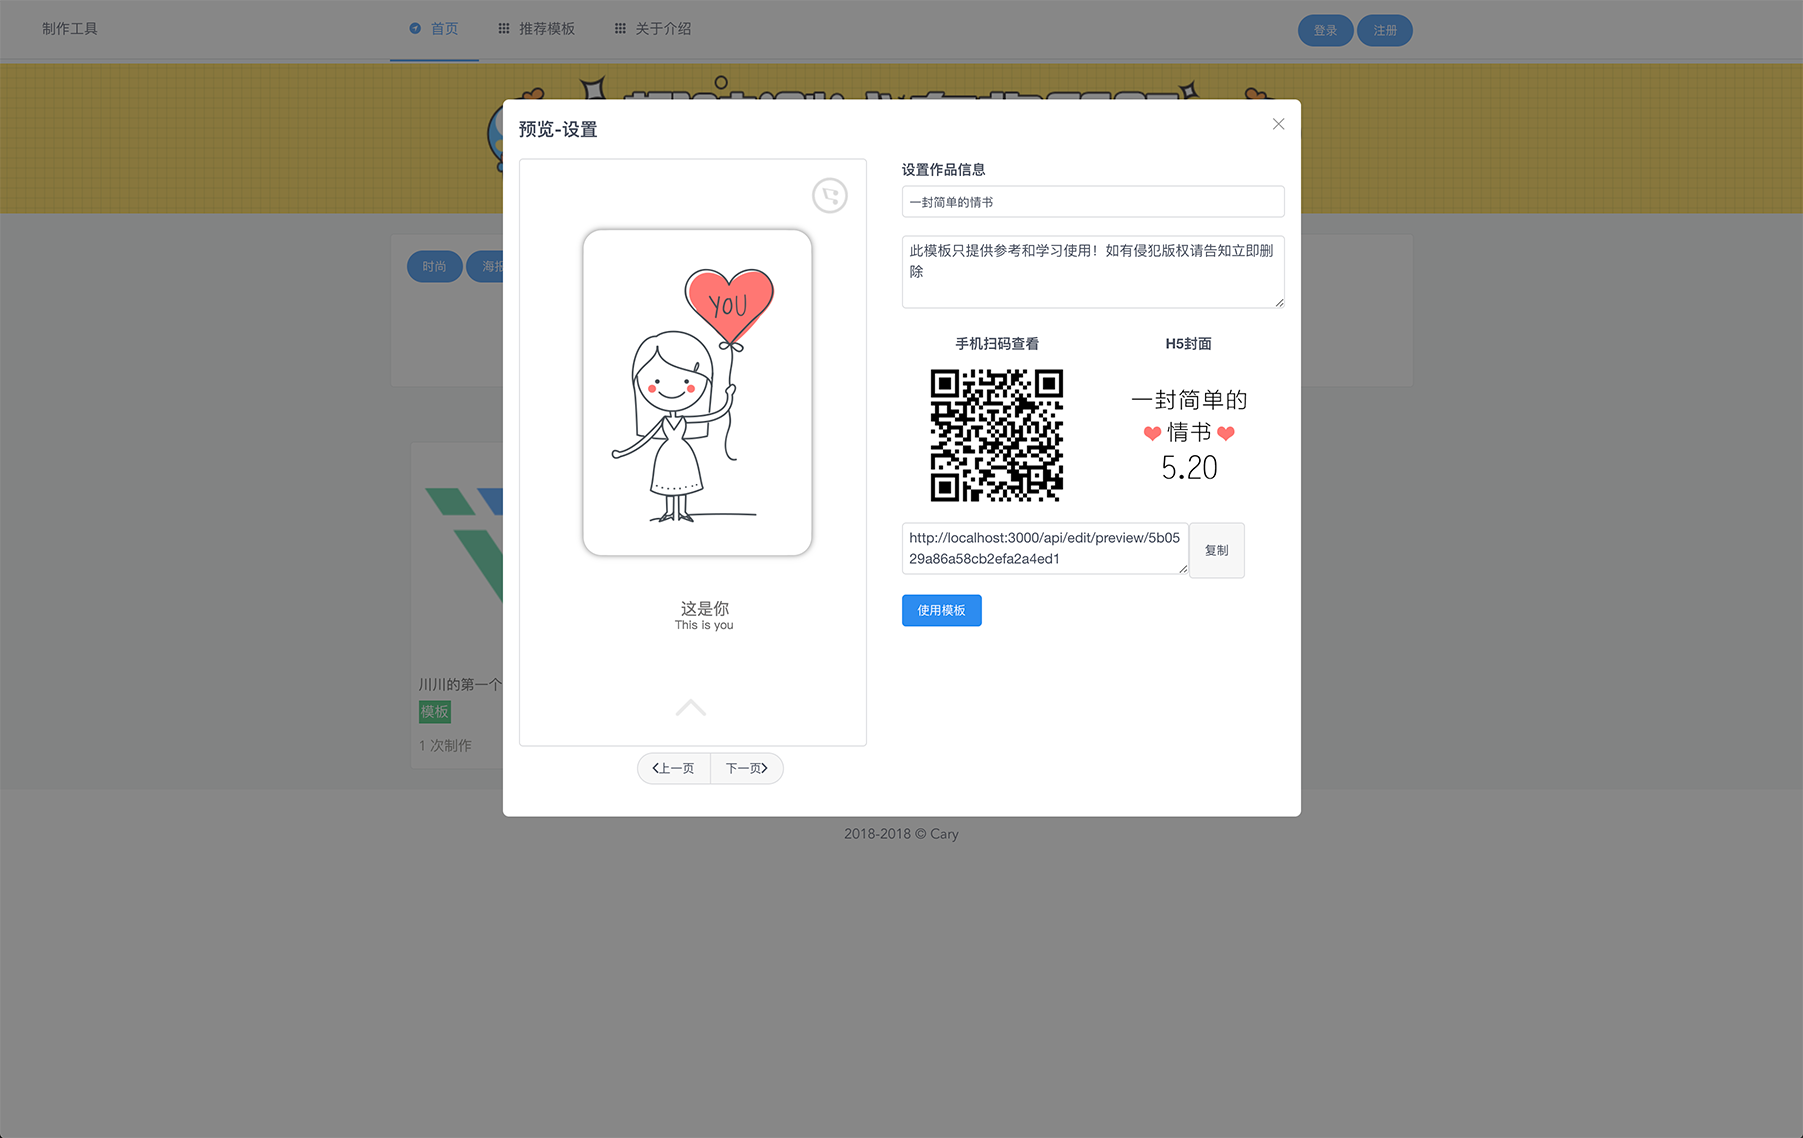 制作工具
首页
推荐模板
关于介绍
登录
注册
预览-设置
设置作品信息
一封简单的情书
此模板只提供参考和学习使用！如有侵犯版权请告知立即删
除
时尚
海报
YOU
手机扫码查看
H5封面
一封简单的
情书
5.20
http://localhost:3000/api/edit/preview/5b05
29a86a58cb2efa2a4ed1
复制
使用模板
这是你
This is you
川川的第一个
模板
1 次制作
上一页
下一页
2018-2018 © Cary